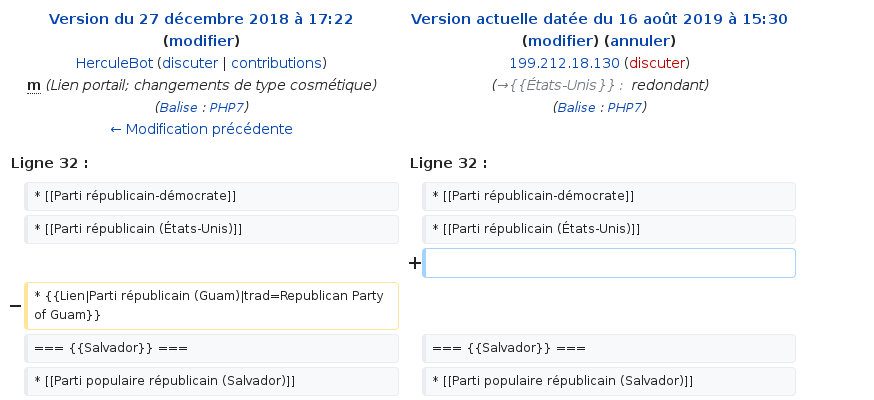 Version du 27 décembre 2018 à 17:22
(modifier)
HerculeBot (discuter | contributions)
m (Lien portail; changements de type cosmétique)
(Balise : PHP7)
← Modification précédente
Version actuelle datée du 16 août 2019 à 15:30
(modifier) (annuler)
199.212.18.130 (discuter)
(→{{États-Unis}} : redondant)
(Balise : PHP7)
Ligne 32 :
Ligne 32 :
* [[Parti républicain-démocrate]]
* [[Parti républicain-démocrate]]
* [[Parti républicain (États-Unis)]]
* [[Parti républicain (États-Unis)]]
+
− * {{Lien|Parti républicain (Guam)|trad=Republican Party
of Guam}}
=== {{Salvador}} ===
=== {{Salvador}} ===
* [[Parti populaire républicain (Salvador)]]
* [[Parti populaire républicain (Salvador)]]